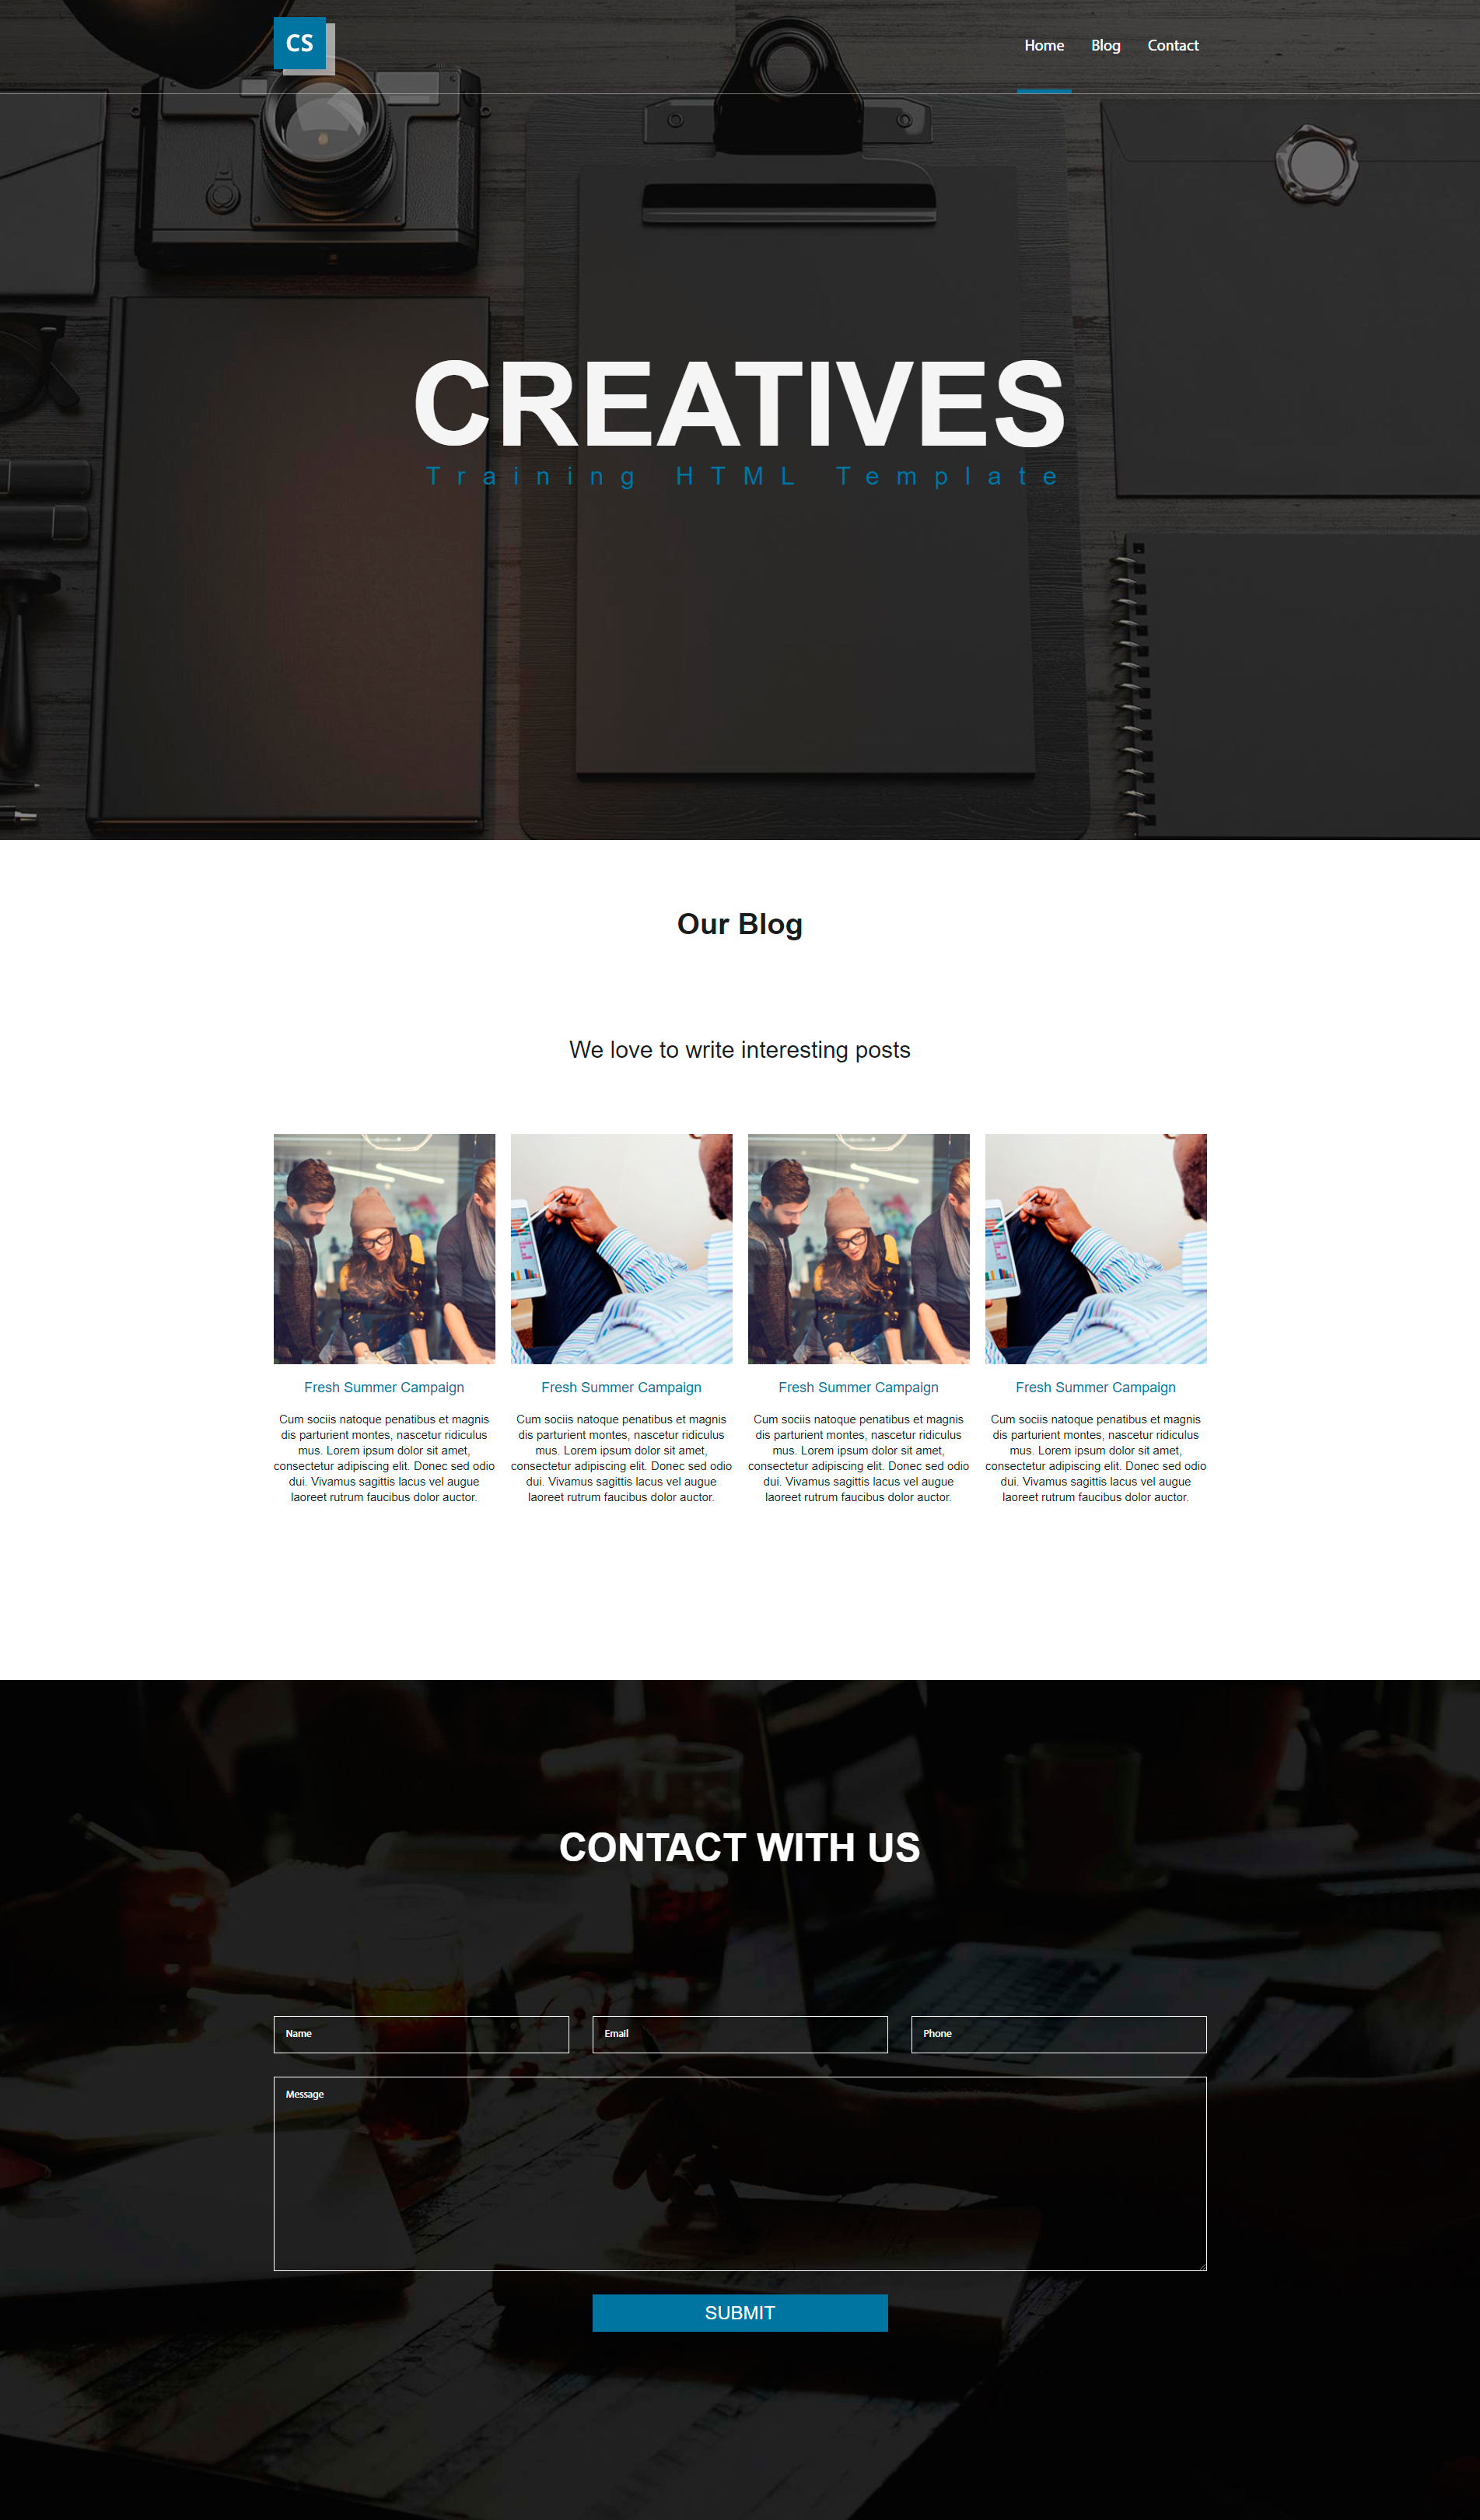 CS
Home Blog Contact
CREATIVES
Training HTML Template
Our Blog
We love to write interesting posts
Fresh Summer Campaign
Cum sociis natoque penatibus et magnis
dis parturient montes, nascetur ridiculus
mus. Lorem ipsum dolor sit amet,
consectetur adipiscing elit. Donec sed odio
dui. Vivamus sagittis lacus vel augue
laoreet rutrum faucibus dolor auctor.
Fresh Summer Campaign
Cum sociis natoque penatibus et magnis
dis parturient montes, nascetur ridiculus
mus. Lorem ipsum dolor sit amet,
consectetur adipiscing elit. Donec sed odio
dui. Vivamus sagittis lacus vel augue
laoreet rutrum faucibus dolor auctor.
Fresh Summer Campaign
Cum sociis natoque penatibus et magnis
dis parturient montes, nascetur ridiculus
mus. Lorem ipsum dolor sit amet,
consectetur adipiscing elit. Donec sed odio
dui. Vivamus sagittis lacus vel augue
laoreet rutrum faucibus dolor auctor.
Fresh Summer Campaign
Cum sociis natoque penatibus et magnis
dis parturient montes, nascetur ridiculus
mus. Lorem ipsum dolor sit amet,
consectetur adipiscing elit. Donec sed odio
dui. Vivamus sagittis lacus vel augue
laoreet rutrum faucibus dolor auctor.
CONTACT WITH US
Name
Email
Phone
Message
SUBMIT